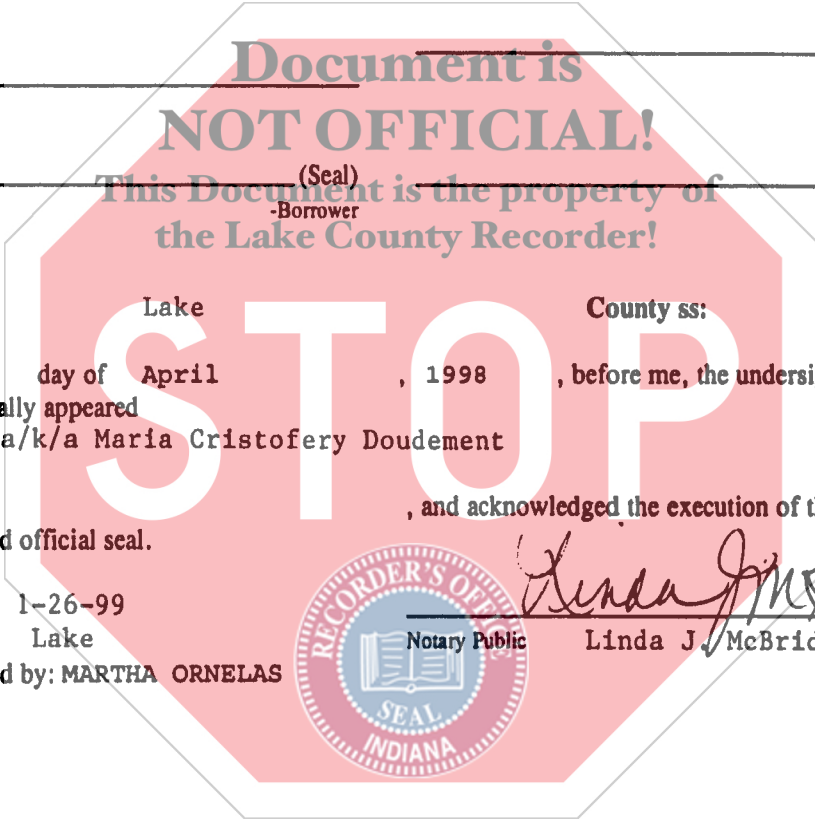 Document is
NOT OFFICIAL!
(Seal)
This Document is the property of
-Borrower
the Lake County Recorder!
Lake County ss:
STOP
day of April , 1998 , before me, the undersi
ally appeared
a/k/a Maria Cristofery Doudement
, and acknowledged the execution of t
d official seal.
Linda J. M
1-26-99
Lake
Notary Public Linda J. McBrid
d by: MARTHA ORNELAS
RECORDER'S OFFICE
SEAL
INDIANA